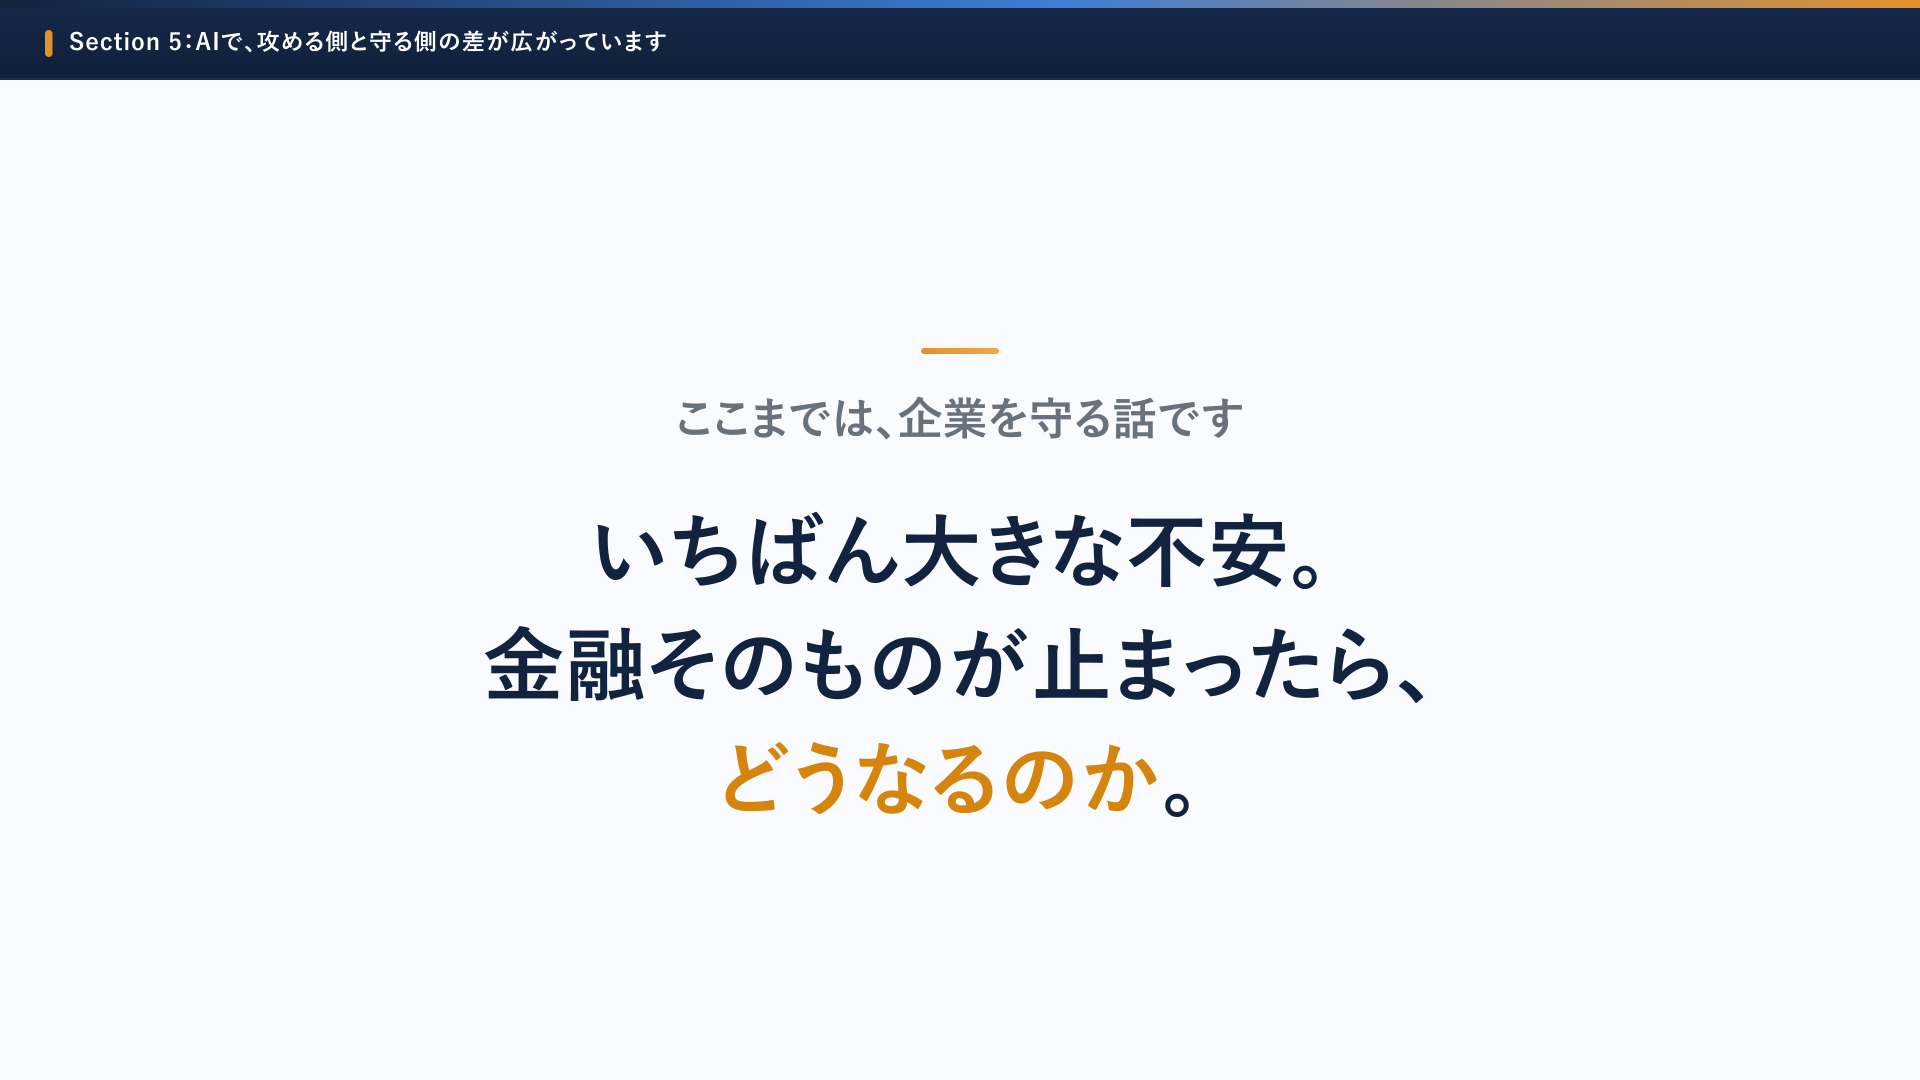 Section 5：AIで、攻める側と守る側の差が広がっています
ここまでは、企業を守る話です
いちばん大きな不安。
金融そのものが止まったら、
どうなるのか。